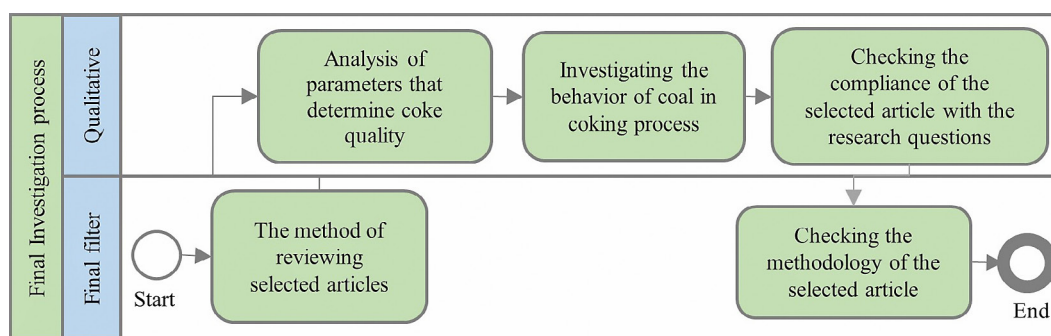 Final Investigation process
Qualitative
Analysis of
parameters that
determine coke
quality
Investigating the
behavior of coal in
coking process
Checking the
compliance of the
selected article with the
research questions
Final filter
Start
The method of
reviewing
selected articles
Checking the
methodology of the
selected article
End